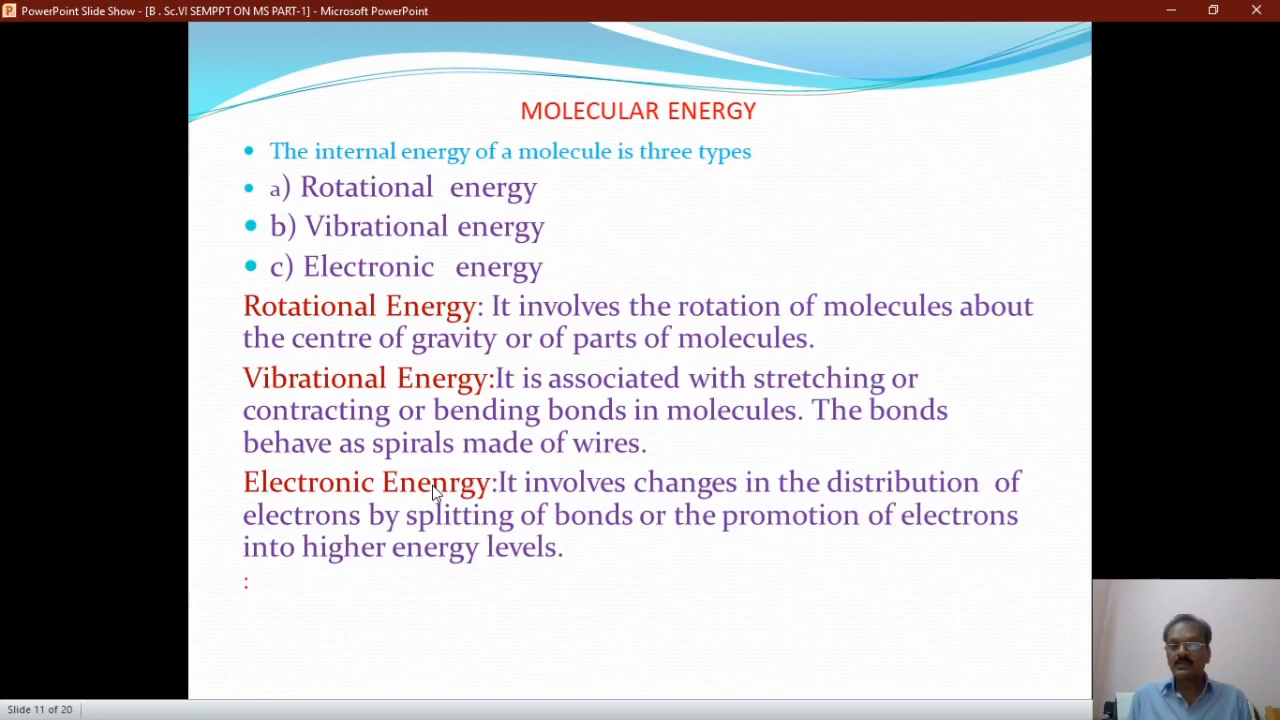 PowerPoint Slide Show - [B . Sc.VI SEMPPT ON MS PART-1] - Microsoft PowerPoint
MOLECULAR ENERGY
• The internal energy of a molecule is three types
• a) Rotational energy
• b) Vibrational energy
• c) Electronic energy
Rotational Energy: It involves the rotation of molecules about
the centre of gravity or of parts of molecules.
Vibrational Energy:It is associated with stretching or
contracting or bending bonds in molecules. The bonds
behave as spirals made of wires.
Electronic Enenrgy:It involves changes in the distribution of
electrons by splitting of bonds or the promotion of electrons
into higher energy levels.
:
Slide 11 of 20